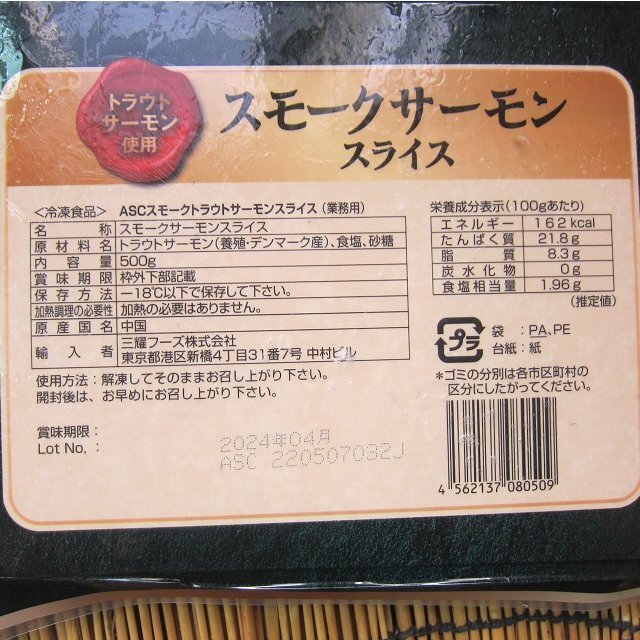 トラウト
サーモン
使用
スモークサーモン
スライス
＜冷凍食品＞ ASCスモークトラウトサーモンスライス（業務用）
名称 スモークサーモンスライス
原材料名 トラウトサーモン（養殖・デンマーク産）、食塩、砂糖
内容量 500g
賞味期限 枠外下部記載
保存方法 －18℃以下で保存して下さい。
加熱調理の必要性 加熱の必要はありません。
原産国名 中国
輸入者 三耀フーズ株式会社
東京都港区新橋4丁目31番7号 中村ビル
使用方法：解凍してそのままお召し上がり下さい。
開封後は、お早めにお召し上がり下さい。
賞味期限：
Lot No. ：
2024年04月
ASC 220507032J
栄養成分表示（100gあたり）
エネルギー 162kcal
たんぱく質 21.8g
脂質 8.3g
炭水化物 0g
食塩相当量 1.96g
（推定値）
プラ
袋 ：PA、PE
台紙：紙
＊ゴミの分別は各市区町村の
区分にしたがってください。
4 562137 080509